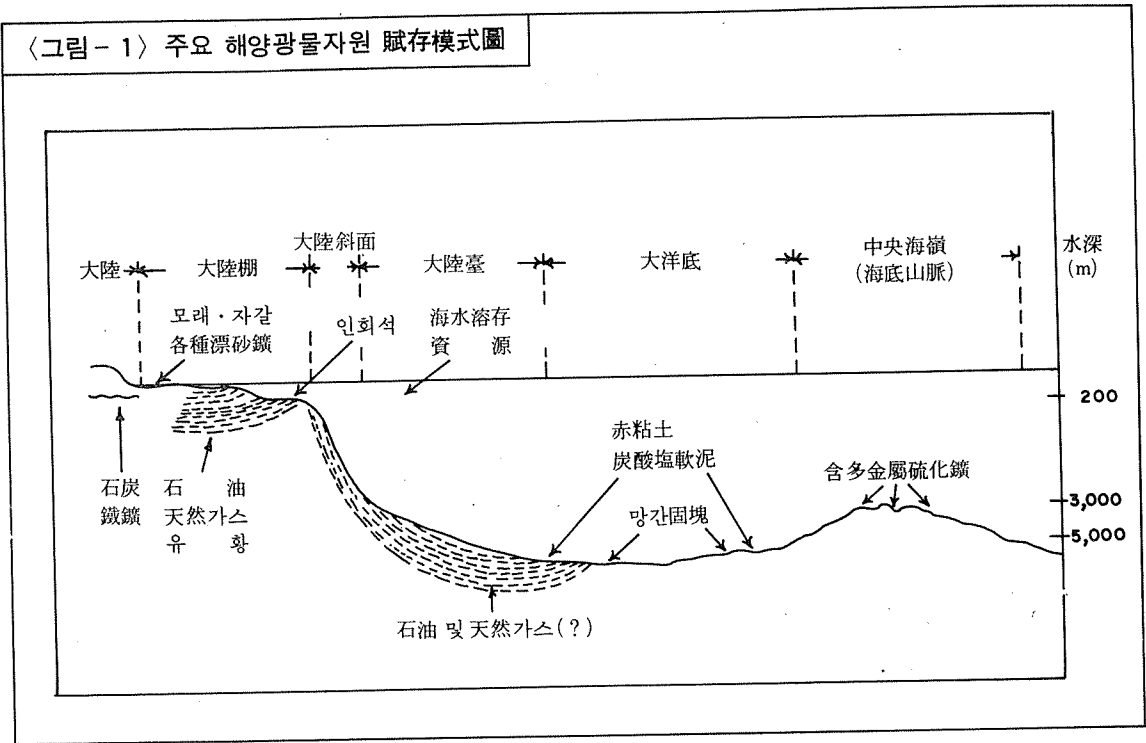 〈그림-1〉 주요 해양광물자원 賦存模式圖
大陸斜面
大陸
大陸棚
大陸臺
大洋底
中央海嶺
(海底山脈)
水深
(m)
모래·자갈
各種漂砂鑛
인회석
海水溶存
資 源
200
赤粘土
炭酸塩軟泥
含多金屬硫化鑛
망간固塊
3,000
5,000
石炭
鐵鑛
石 油
天然가스
유 황
石油 및 天然가스(?)